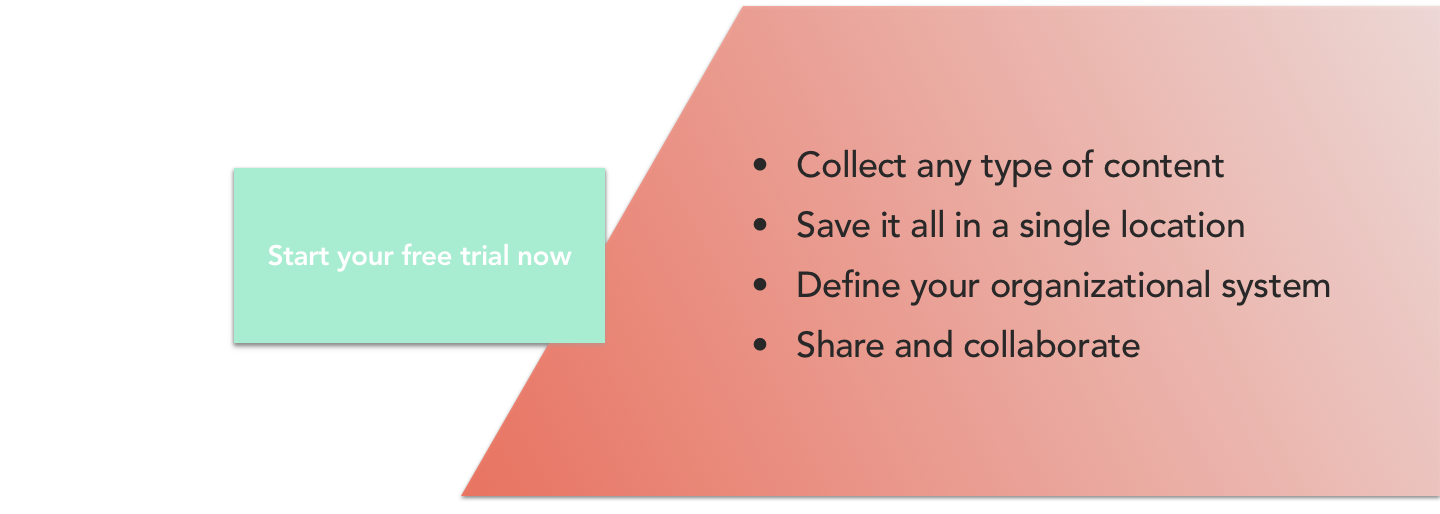 Start your free trial now
• Collect any type of content
• Save it all in a single location
• Define your organizational system
• Share and collaborate